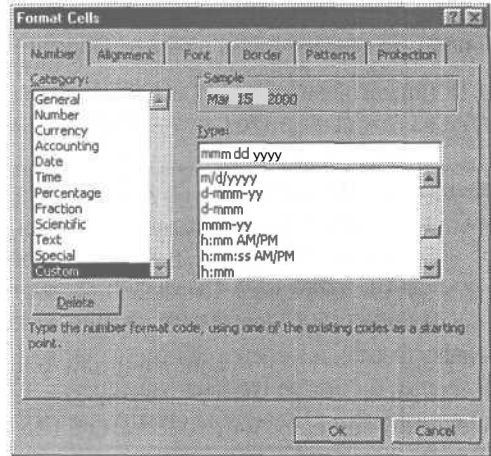 Format Cells
Number Alignment Font Border Patterns Protection
Category:
General
Number
Currency
Accounting
Date
Time
Percentage
Fraction
Scientific
Text
Special
Custom
Sample
Mar 15 2000
Type:
mmm dd yyyy
m/d/yyyy
d-mmm-yy
d-mmm
mmm-yy
h:mm AM/PM
h:mm:ss AM/PM
h:mm
Delete
Type the number format code, using one of the existing codes as a starting
point.
OK Cancel